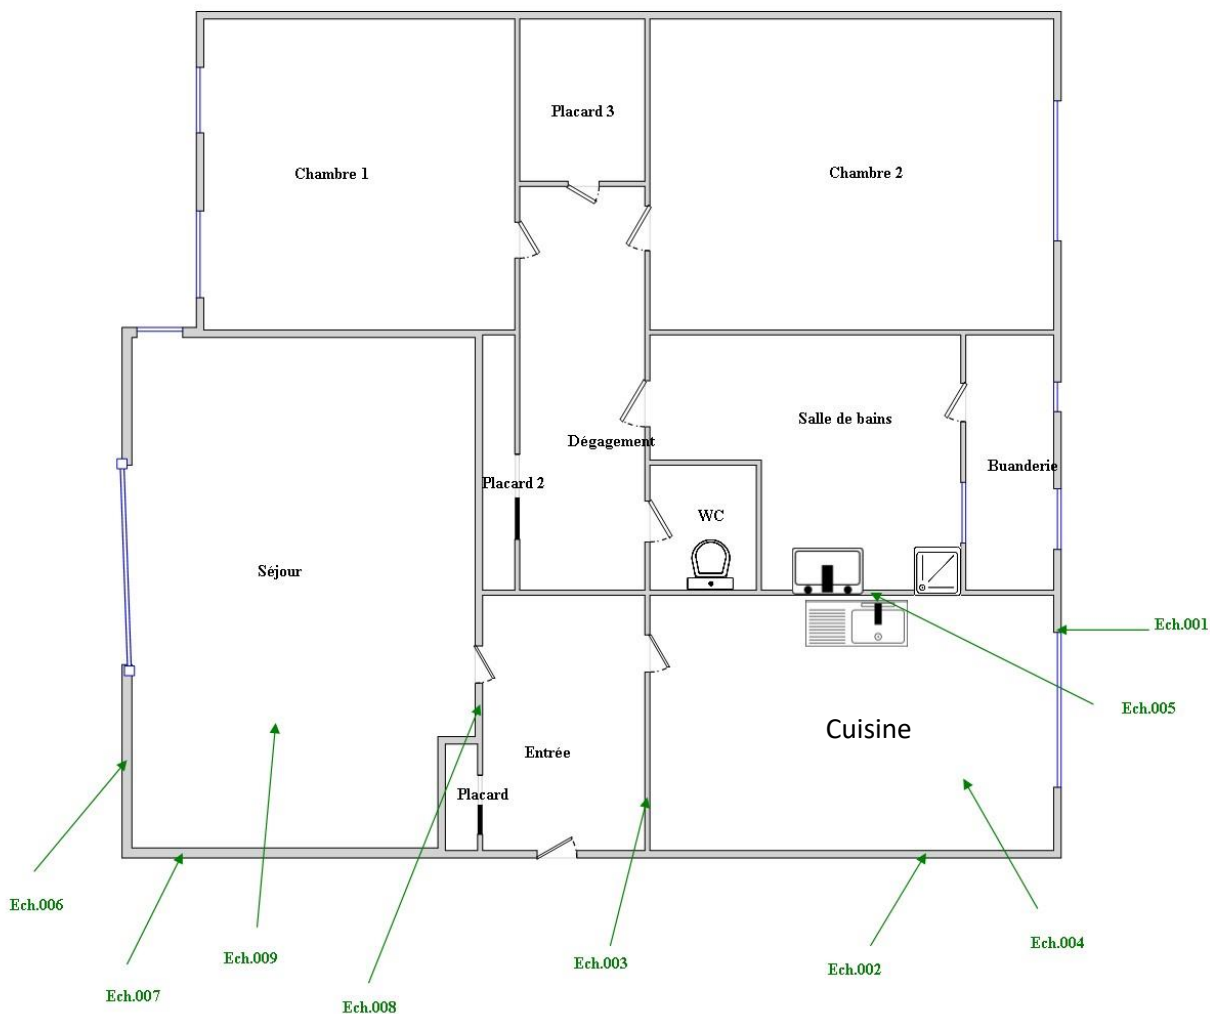 Placard 3
Chambre 1
Chambre 2
Salle de bains
Dégagement
Buanderie
Placard 2
WC
Séjour
Ech.001
Ech.005
Cuisine
Entrée
Placard
Ech.006
Ech.004
Ech.009
Ech.003
Ech.002
Ech.007
Ech.008